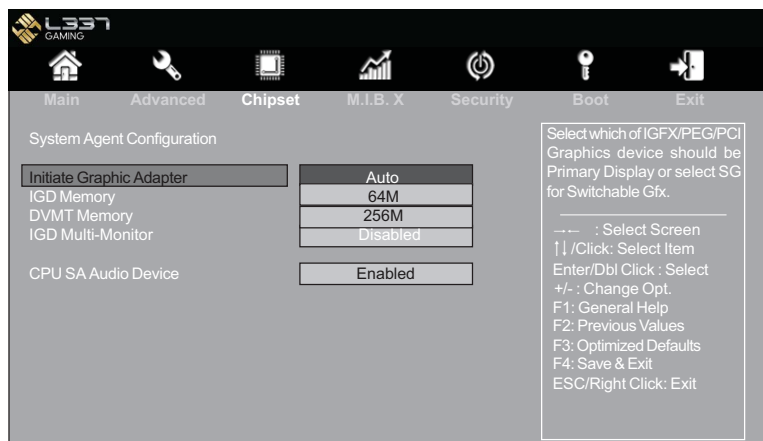 L337
GAMING
Main Advanced Chipset M.I.B. X Security Boot Exit
System Agent Configuration
Initiate Graphic Adapter Auto
IGD Memory 64M
DVMT Memory 256M
IGD Multi-Monitor Disabled
CPU SA Audio Device Enabled
Select which of IGFX/PEG/PCI
Graphics device should be
Primary Display or select SG
for Switchable Gfx.
→← : Select Screen
↑↓/Click: Select Item
Enter/Dbl Click : Select
+/- : Change Opt.
F1: General Help
F2: Previous Values
F3: Optimized Defaults
F4: Save & Exit
ESC/Right Click: Exit